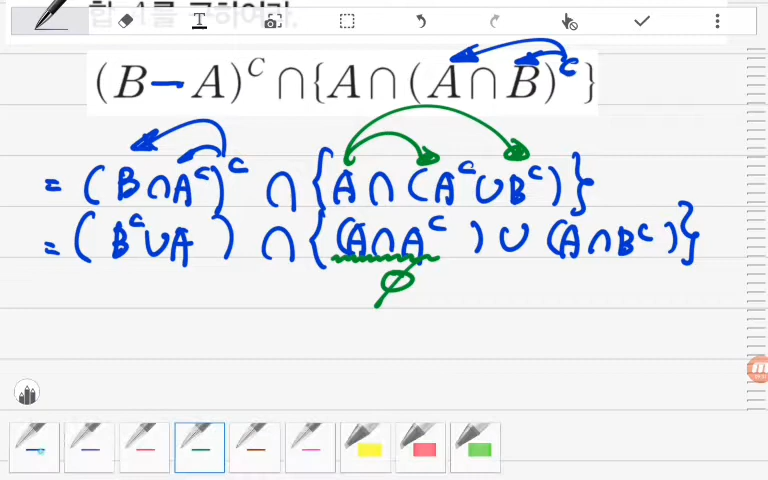 합 A를 구하여라.
(B − A)^C ∩ {A ∩ (A ∩ B)^C}
= (B ∩ A^C)^C ∩ {A ∩ (A^C ∪ B^C)}
= (B^C ∪ A) ∩ {(A ∩ A^C) ∪ (A ∩ B^C)}
∅